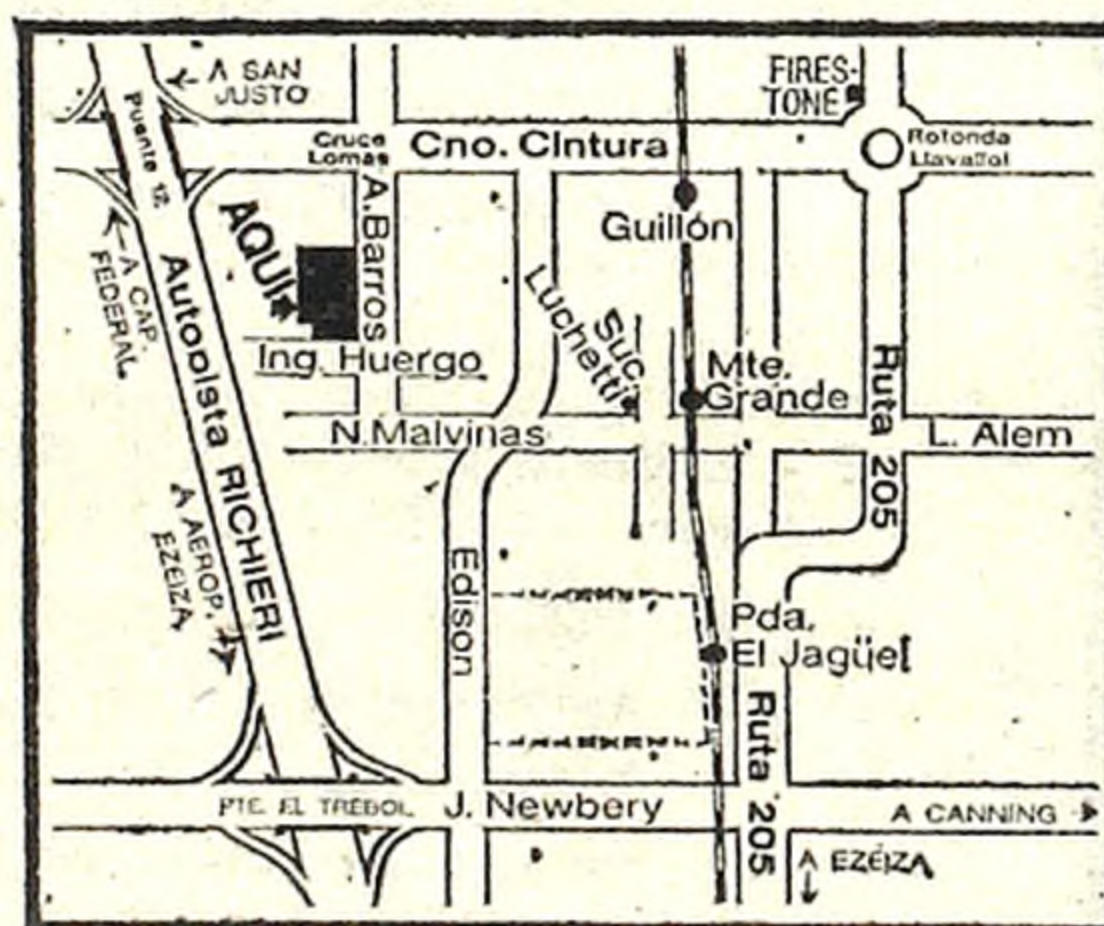 A SAN
JUSTO
FIRES-
TONE
Puente 12
Cruce
Lomas
Cno. CIntura
Rotonda
Llavallol
AQUI
A. Barros
Guillón
A CAP.
FEDERAL
Autopista RICHIERI
Luchetti
Suc.
Ing. Huergo
Mte.
Grande
Ruta 205
N. Malvinas
L. Alem
A AEROP.
EZEIZA
Edison
Pda.
El Jagüel
Ruta 205
PTE. EL TREBOL
J. Newbery
A CANNING
A EZEIZA